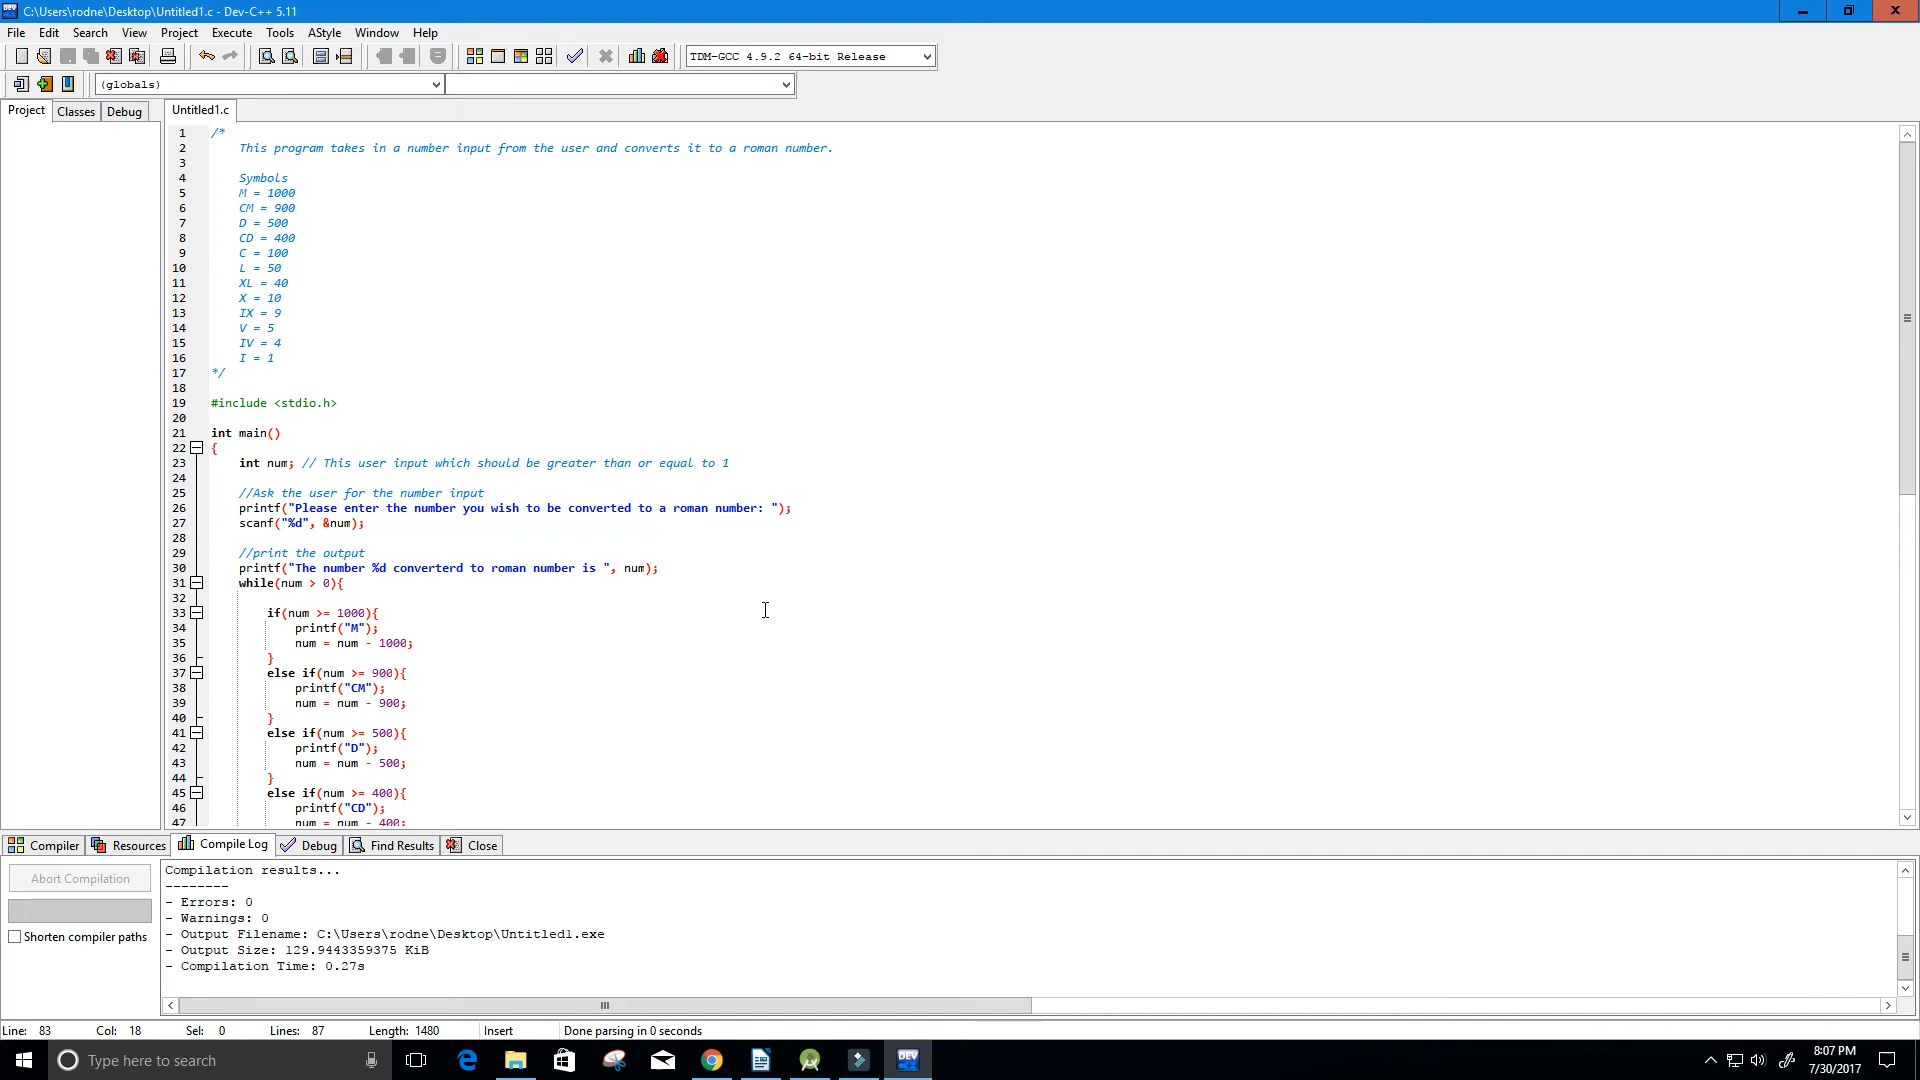 C:\Users\rodne\Desktop\Untitled1.c - Dev-C++ 5.11
File Edit Search View Project Execute Tools AStyle Window Help
TDM-GCC 4.9.2 64-bit Release
(globals)
Project Classes Debug Untitled1.c
1 /*
2 This program takes in a number input from the user and converts it to a roman number.
3
4 Symbols
5 M = 1000
6 CM = 900
7 D = 500
8 CD = 400
9 C = 100
10 L = 50
11 XL = 40
12 X = 10
13 IX = 9
14 V = 5
15 IV = 4
16 I = 1
17 */
18
19 #include <stdio.h>
20
21 int main()
22 {
23 int num; // This user input which should be greater than or equal to 1
24
25 //Ask the user for the number input
26 printf("Please enter the number you wish to be converted to a roman number: ");
27 scanf("%d", &num);
28
29 //print the output
30 printf("The number %d converterd to roman number is ", num);
31 while(num > 0){
32
33 if(num >= 1000){
34 printf("M");
35 num = num - 1000;
36 }
37 else if(num >= 900){
38 printf("CM");
39 num = num - 900;
40 }
41 else if(num >= 500){
42 printf("D");
43 num = num - 500;
44 }
45 else if(num >= 400){
46 printf("CD");
47 num = num - 400;
Compiler Resources Compile Log Debug Find Results Close
Abort Compilation
Shorten compiler paths
Compilation results...
--------
- Errors: 0
- Warnings: 0
- Output Filename: C:\Users\rodne\Desktop\Untitled1.exe
- Output Size: 129.9443359375 KiB
- Compilation Time: 0.27s
Line: 83 Col: 18 Sel: 0 Lines: 87 Length: 1480 Insert Done parsing in 0 seconds
Type here to search
DEV
8:07 PM
7/30/2017